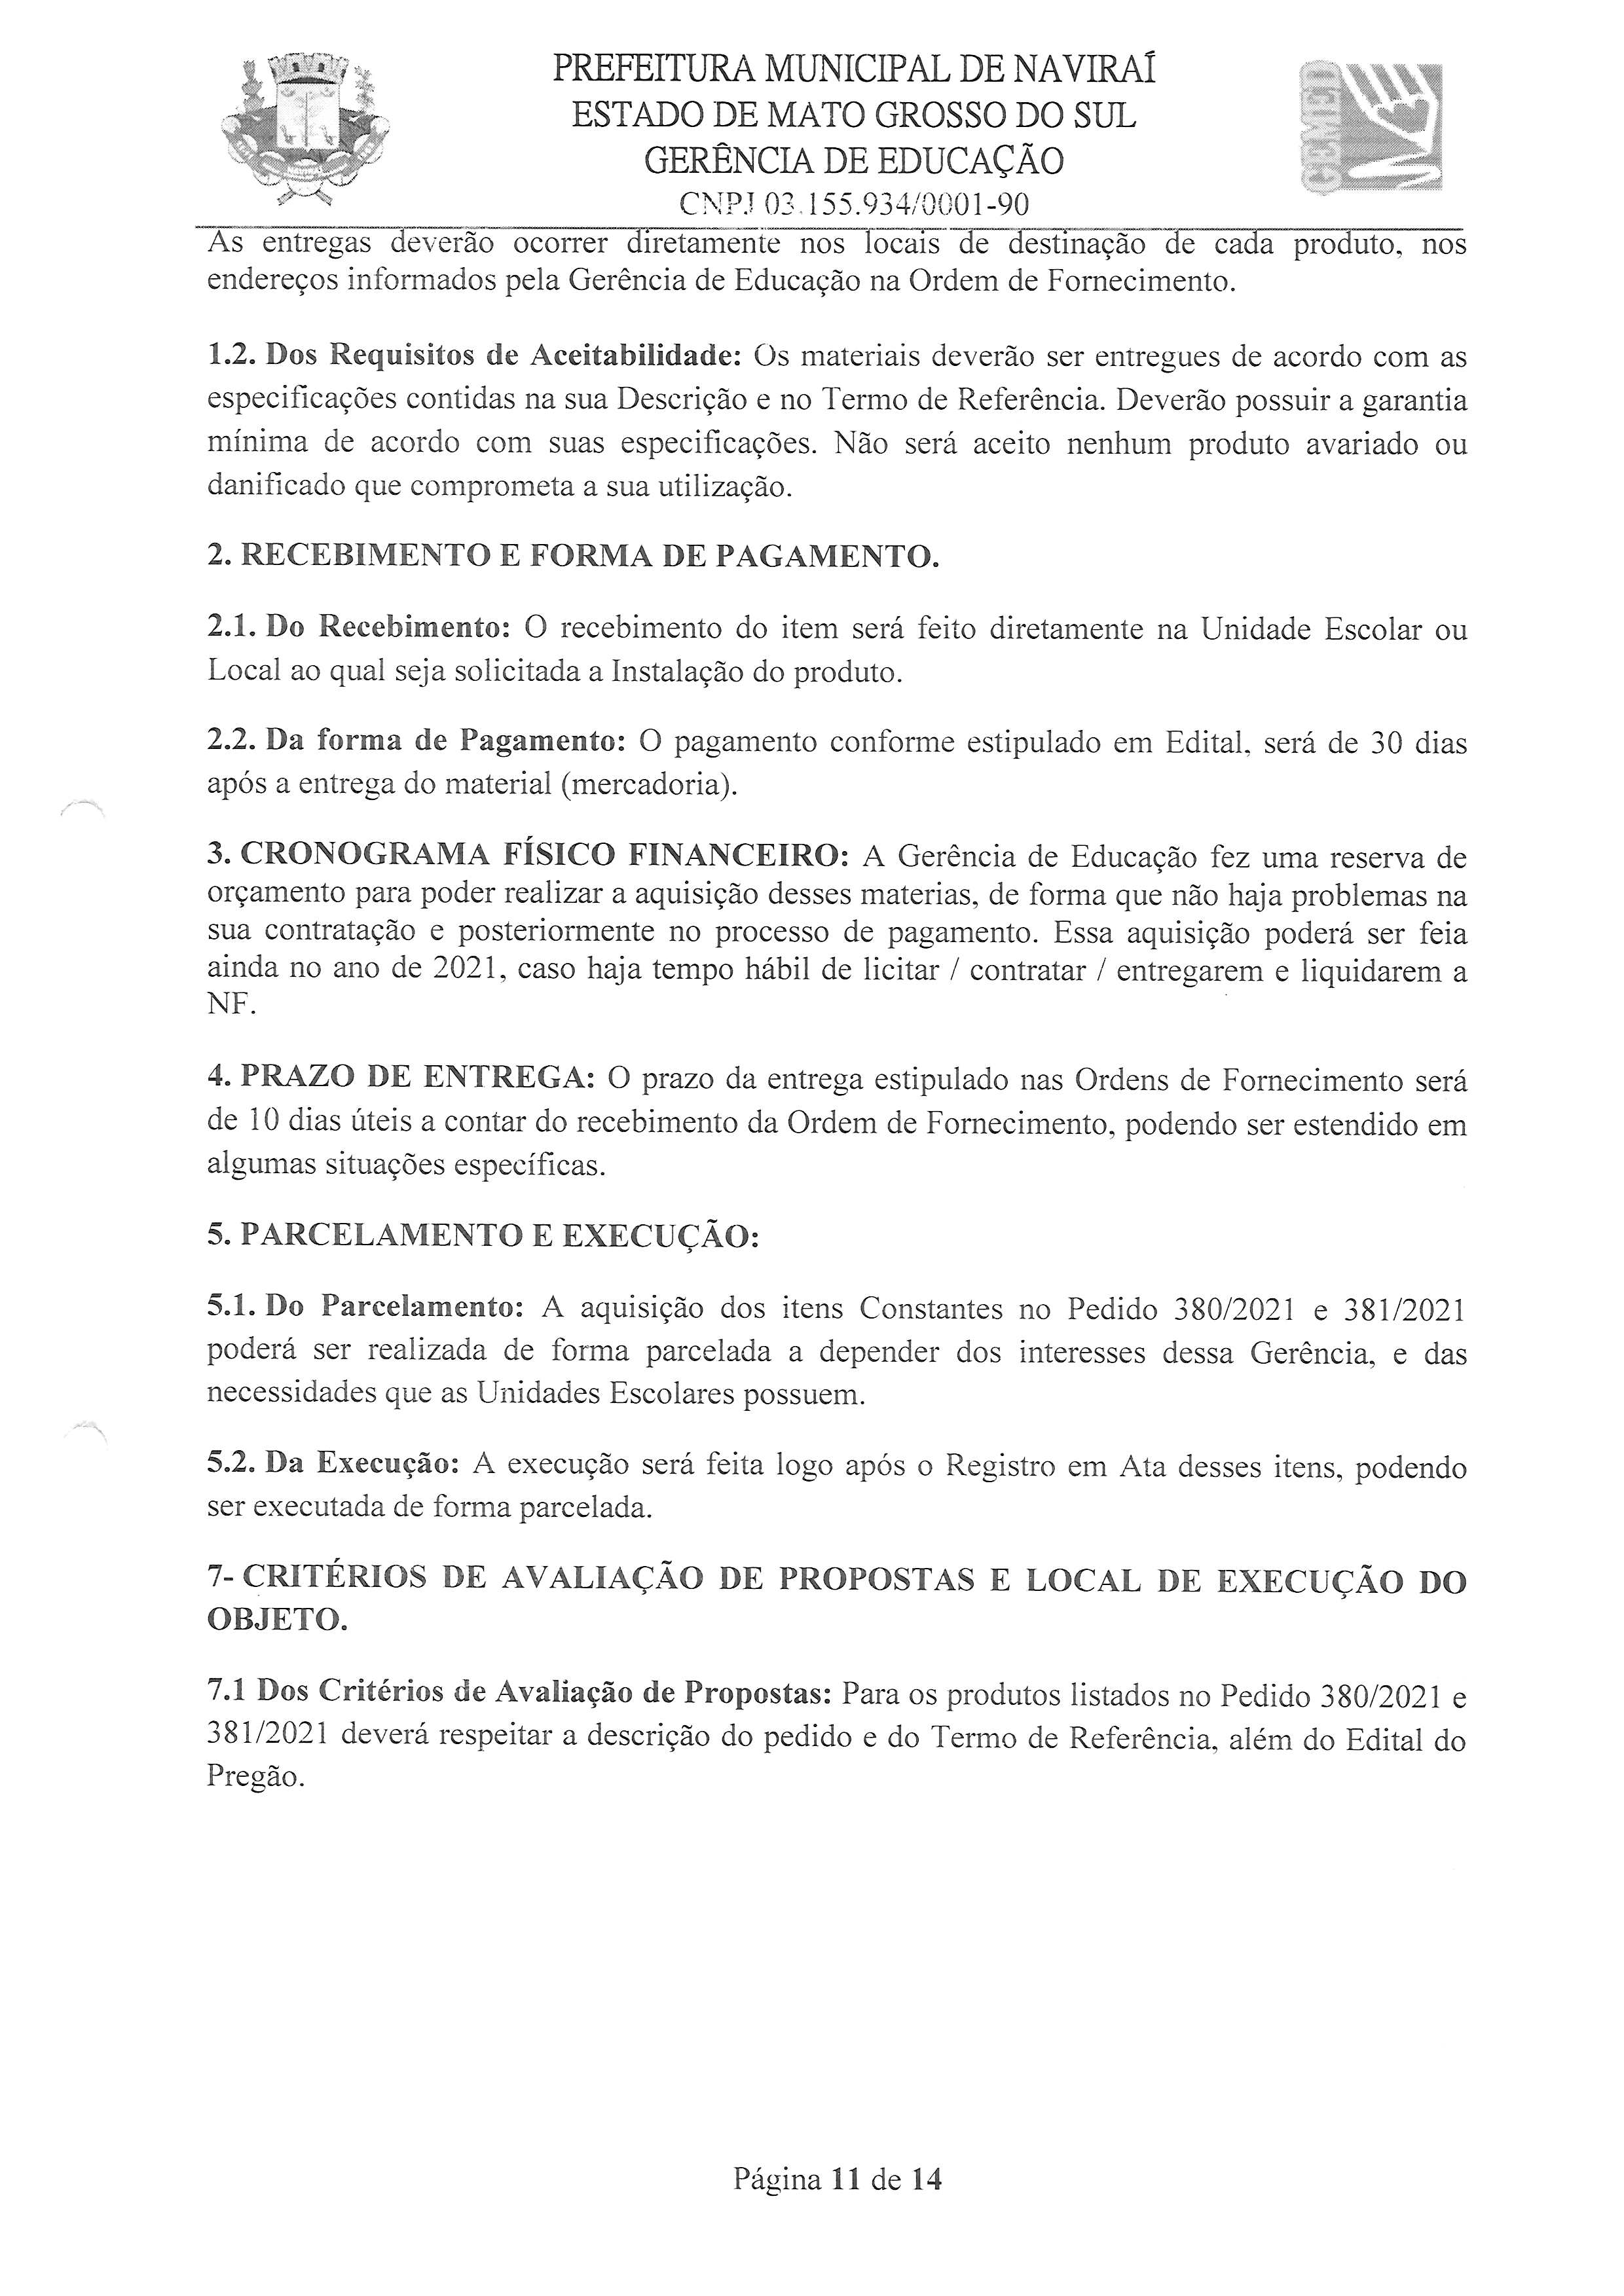 PREFEITURA MUNICIPAL DE NAVIRAÍ
ESTADO DE MATO GROSSO DO SUL
GERÊNCIA DE EDUCAÇÃO
CNPJ 03.155.934/0001-90
GEMED
As entregas deverão ocorrer diretamente nos locais de destinação de cada produto, nos
endereços informados pela Gerência de Educação na Ordem de Fornecimento.
1.2. Dos Requisitos de Aceitabilidade: Os materiais deverão ser entregues de acordo com as
especificações contidas na sua Descrição e no Termo de Referência. Deverão possuir a garantia
mínima de acordo com suas especificações. Não será aceito nenhum produto avariado ou
danificado que comprometa a sua utilização.
2. RECEBIMENTO E FORMA DE PAGAMENTO.
2.1. Do Recebimento: O recebimento do item será feito diretamente na Unidade Escolar ou
Local ao qual seja solicitada a Instalação do produto.
2.2. Da forma de Pagamento: O pagamento conforme estipulado em Edital, será de 30 dias
após a entrega do material (mercadoria).
3. CRONOGRAMA FÍSICO FINANCEIRO: A Gerência de Educação fez uma reserva de
orçamento para poder realizar a aquisição desses materias, de forma que não haja problemas na
sua contratação e posteriormente no processo de pagamento. Essa aquisição poderá ser feia
ainda no ano de 2021, caso haja tempo hábil de licitar / contratar / entregarem e liquidarem a
NF.
4. PRAZO DE ENTREGA: O prazo da entrega estipulado nas Ordens de Fornecimento será
de 10 dias úteis a contar do recebimento da Ordem de Fornecimento, podendo ser estendido em
algumas situações específicas.
5. PARCELAMENTO E EXECUÇÃO:
5.1. Do Parcelamento: A aquisição dos itens Constantes no Pedido 380/2021 e 381/2021
poderá ser realizada de forma parcelada a depender dos interesses dessa Gerência, e das
necessidades que as Unidades Escolares possuem.
5.2. Da Execução: A execução será feita logo após o Registro em Ata desses itens, podendo
ser executada de forma parcelada.
7- CRITÉRIOS DE AVALIAÇÃO DE PROPOSTAS E LOCAL DE EXECUÇÃO DO
OBJETO.
7.1 Dos Critérios de Avaliação de Propostas: Para os produtos listados no Pedido 380/2021 e
381/2021 deverá respeitar a descrição do pedido e do Termo de Referência, além do Edital do
Pregão.
Página 11 de 14